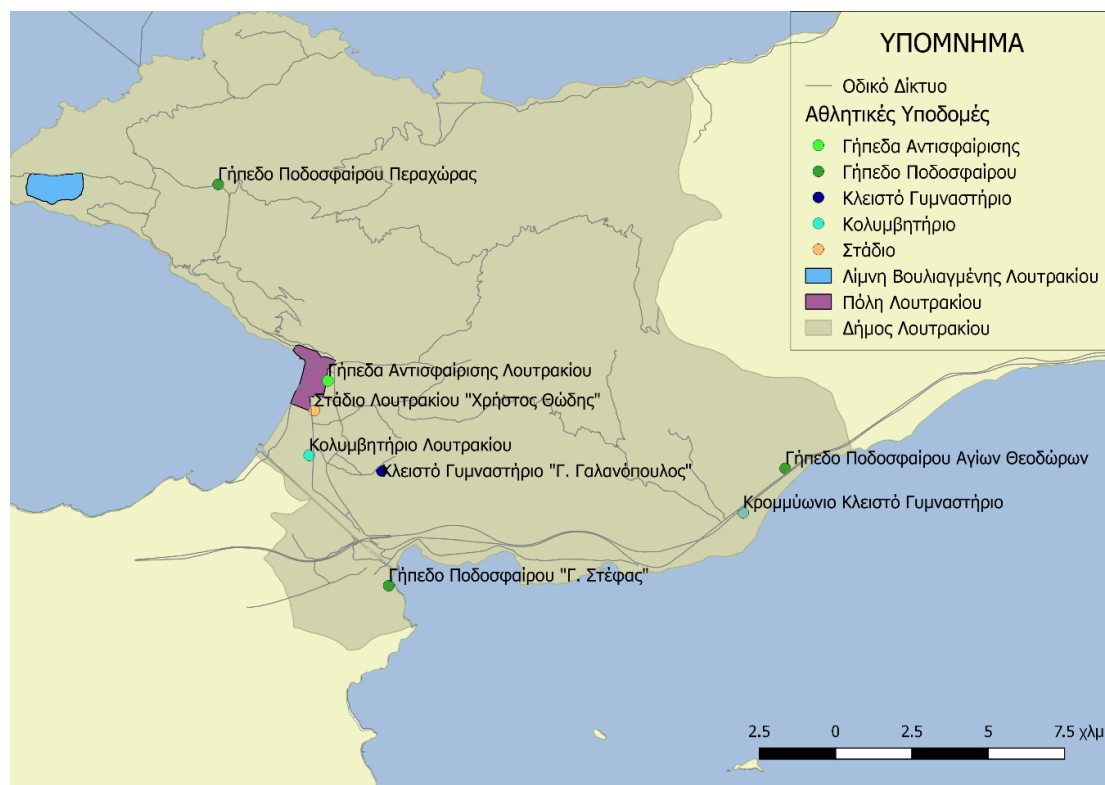 ΥΠΟΜΝΗΜΑ
Οδικό Δίκτυο
Αθλητικές Υποδομές
Γήπεδα Αντισφαίρισης
Γήπεδο Ποδοσφαίρου
Κλειστό Γυμναστήριο
Κολυμβητήριο
Στάδιο
Λίμνη Βουλιαγμένης Λουτρακίου
Πόλη Λουτρακίου
Δήμος Λουτρακίου
Γήπεδο Ποδοσφαίρου Περαχώρας
Γήπεδα Αντισφαίρισης Λουτρακίου
Στάδιο Λουτρακίου "Χρήστος Θώδης"
Κολυμβητήριο Λουτρακίου
Κλειστό Γυμναστήριο "Γ. Γαλανόπουλος"
Γήπεδο Ποδοσφαίρου Αγίων Θεοδώρων
Κρομμύωνιο Κλειστό Γυμναστήριο
Γήπεδο Ποδοσφαίρου "Γ. Στέφας"
2.5 0 2.5 5 7.5 χλμ